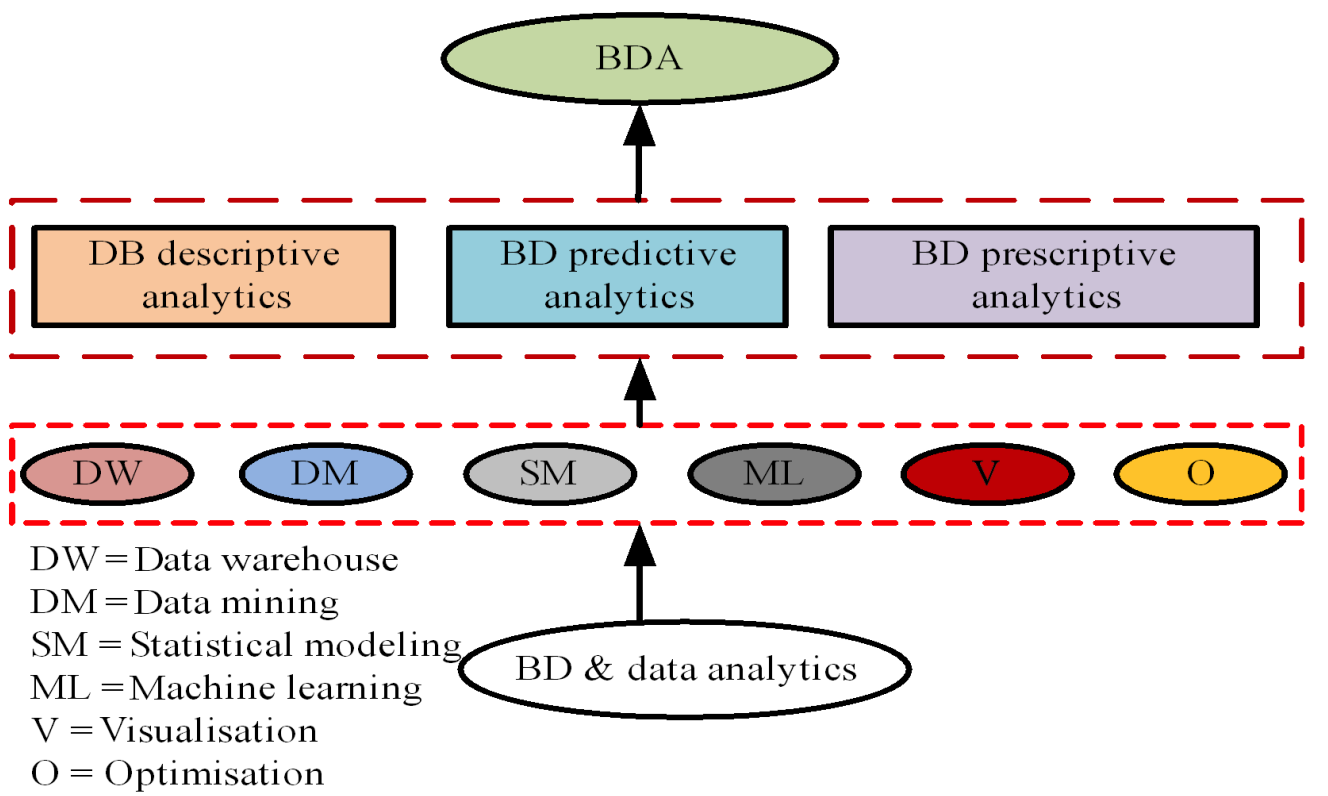 BDA
DB descriptive
analytics
BD predictive
analytics
BD prescriptive
analytics
DW
DM
SM
ML
V
O
DW = Data warehouse
DM = Data mining
SM = Statistical modeling
ML = Machine learning
V = Visualisation
O = Optimisation
BD & data analytics